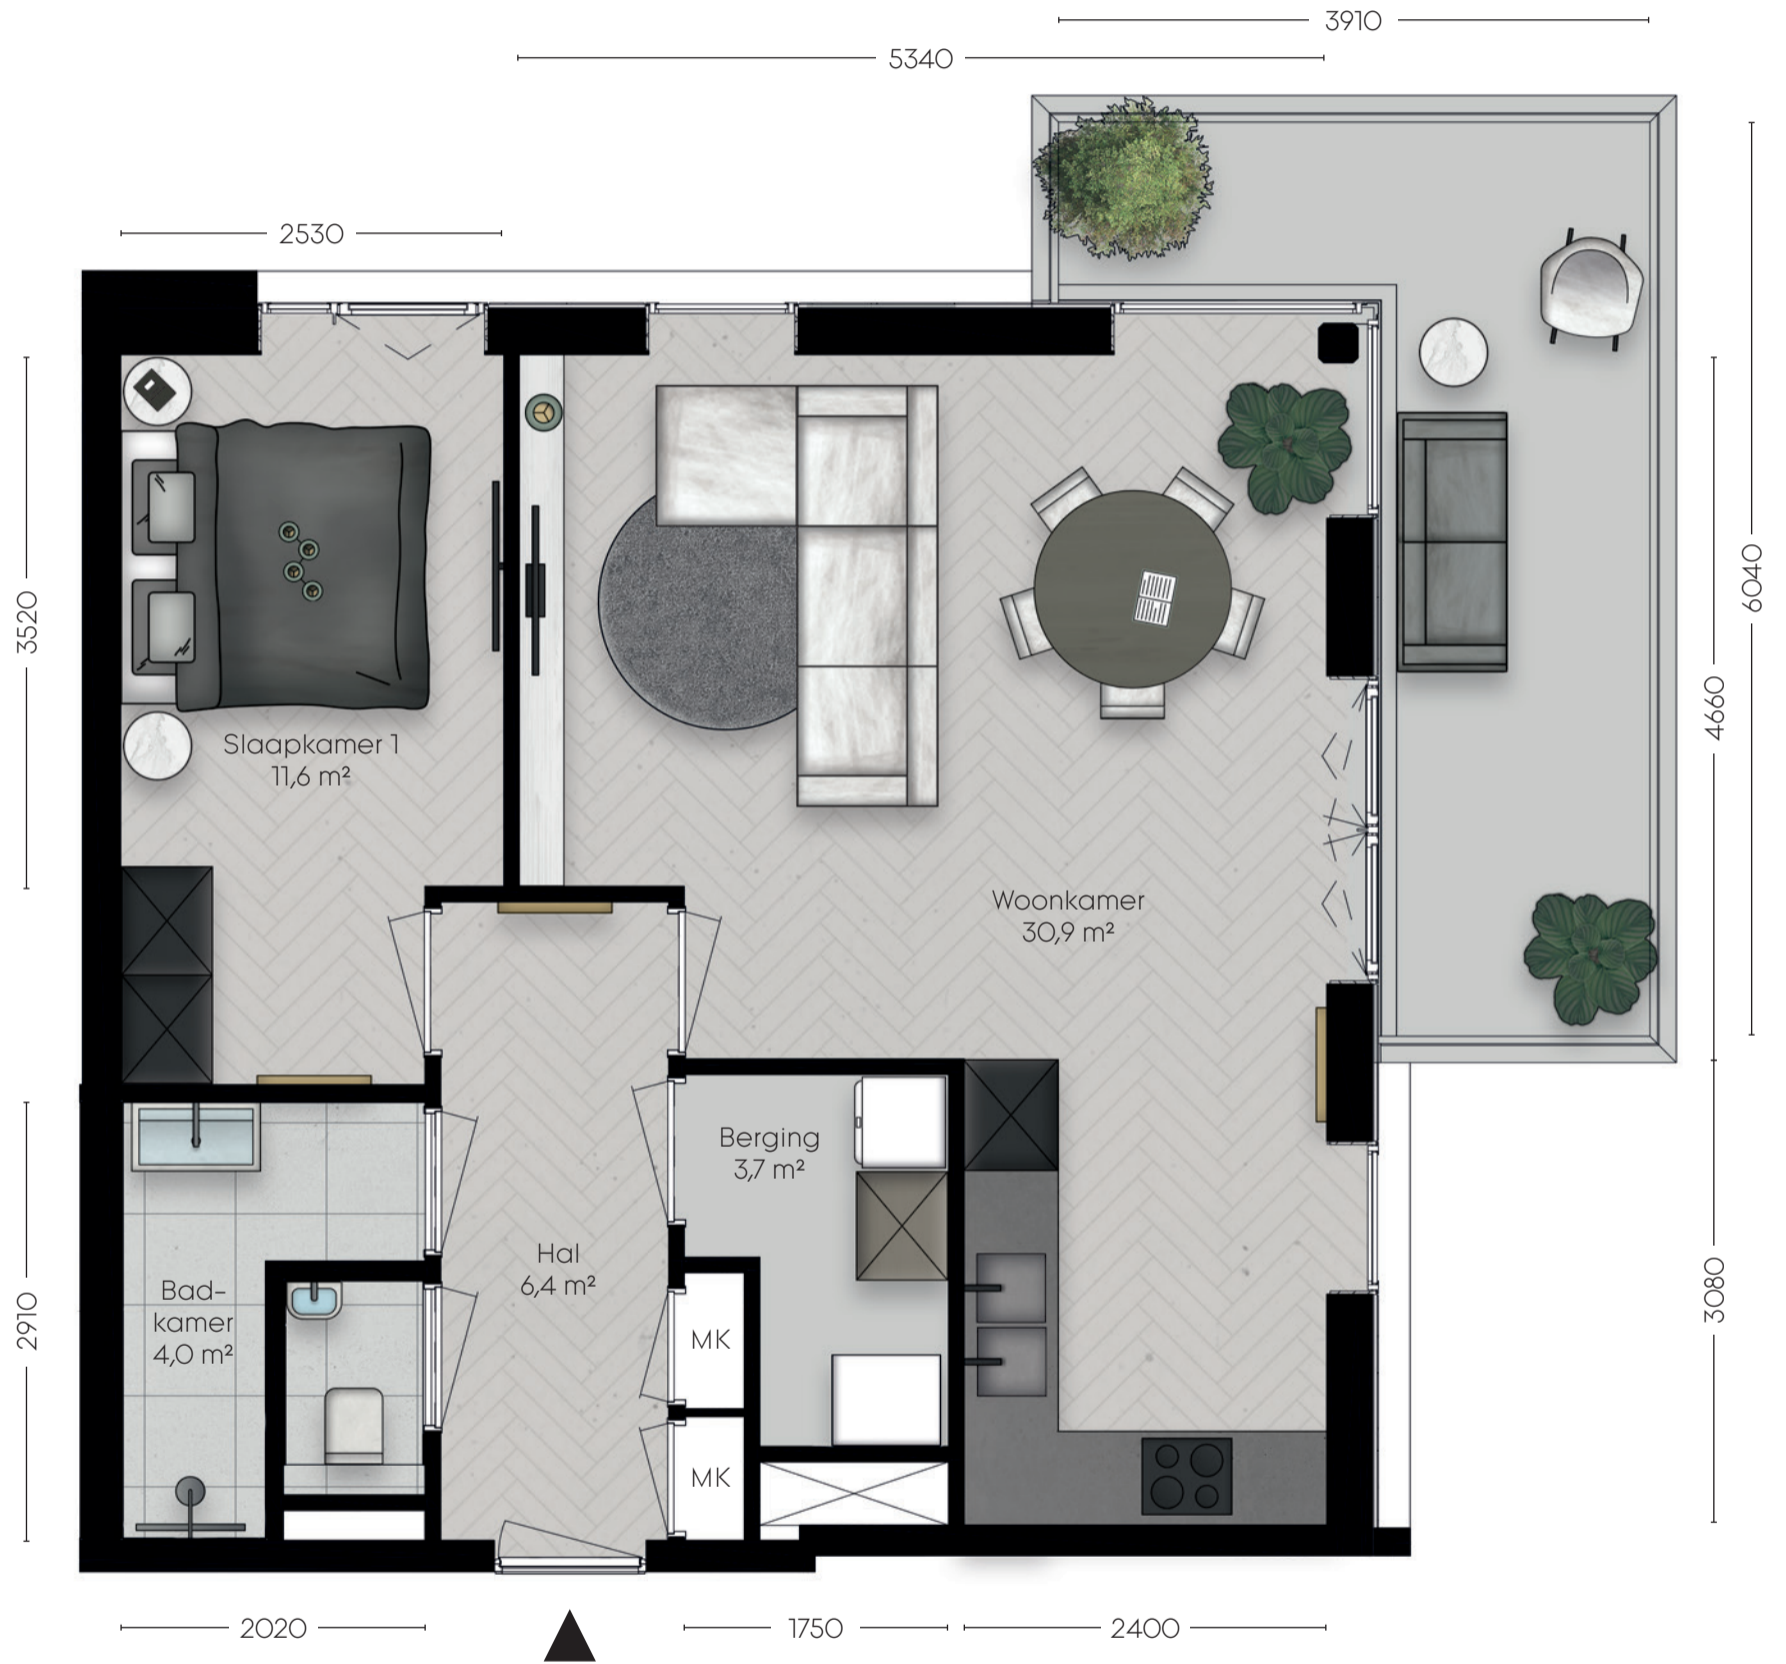 3910
5340
2530
3520
6040
4660
Slaapkamer 1
11,6 m²
Woonkamer
30,9 m²
Berging
3,7 m²
Hal
6,4 m²
Bad-
kamer
4,0 m²
MK
MK
2910
3080
2020
1750
2400